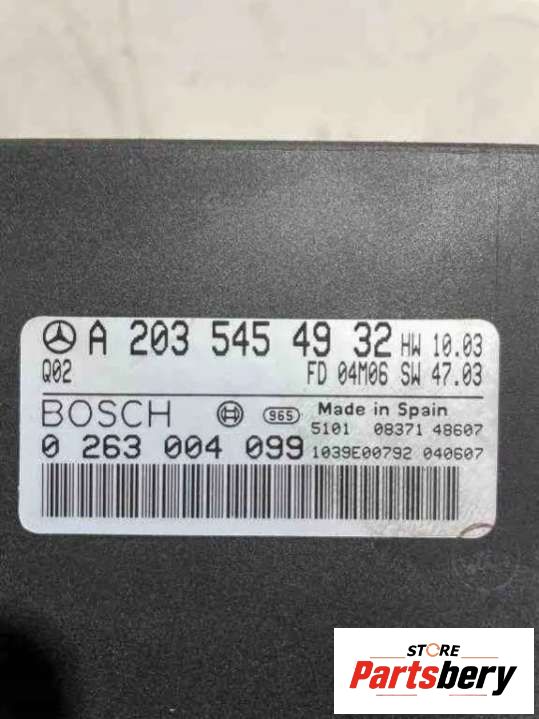 A 203 545 49 32 HW 10.03
Q02 FD 04M06 SW 47.03
BOSCH 965 Made in Spain
5101 08371 48607
0 263 004 099 1039E00792 040607
STORE
Partsbery